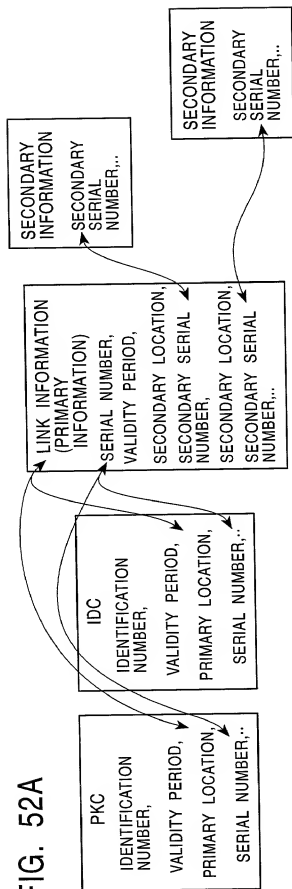 FIG. 52A
PKC
IDENTIFICATION
NUMBER,
VALIDITY PERIOD,
PRIMARY LOCATION,
SERIAL NUMBER,..
IDC
IDENTIFICATION
NUMBER,
VALIDITY PERIOD,
PRIMARY LOCATION,
SERIAL NUMBER,..
LINK INFORMATION
(PRIMARY
INFORMATION)
SERIAL NUMBER,
VALIDITY PERIOD,
SECONDARY LOCATION,
SECONDARY SERIAL
NUMBER,
SECONDARY LOCATION,
SECONDARY SERIAL
NUMBER,..
SECONDARY
INFORMATION
SECONDARY
SERIAL
NUMBER,..
SECONDARY
INFORMATION
SECONDARY
SERIAL
NUMBER,..